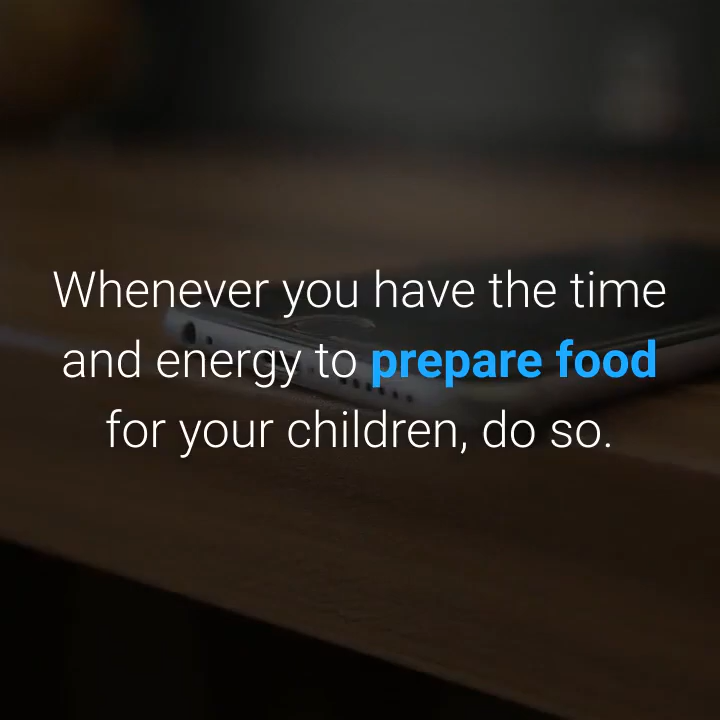 Whenever you have the time
and energy to prepare food
for your children, do so.